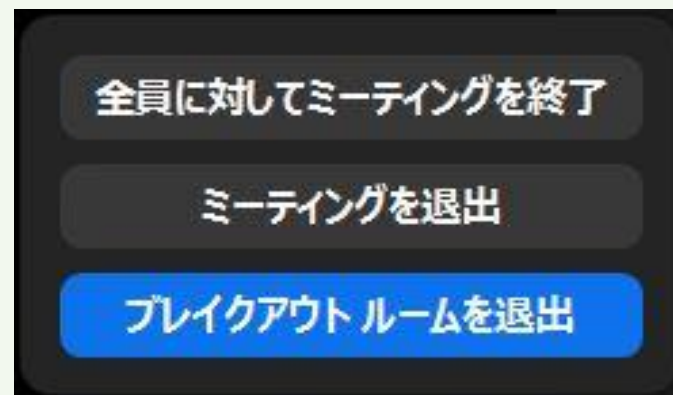 全員に対してミーティングを終了
ミーティングを退出
ブレイクアウト ルームを退出